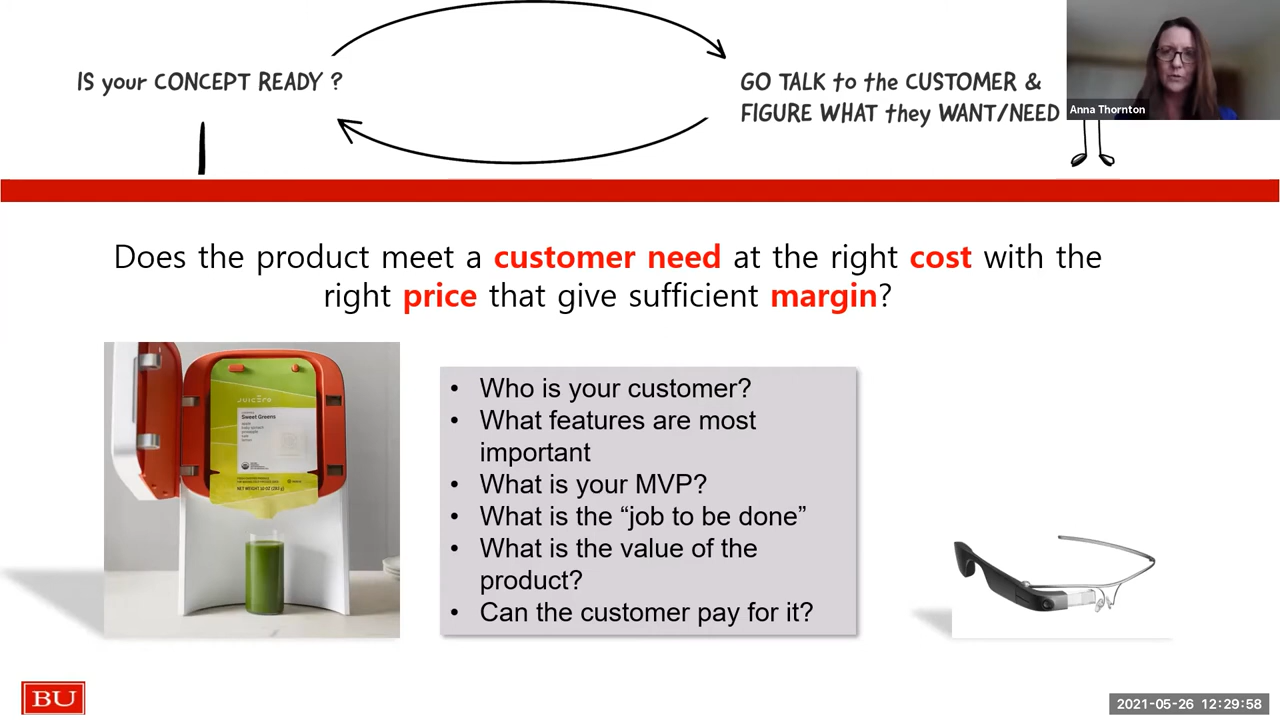 IS your CONCEPT READY ?
GO TALK to the CUSTOMER &
FIGURE WHAT they WANT/NEED
Anna Thornton
Does the product meet a customer need at the right cost with the
right price that give sufficient margin?
JUICERO
Sweet Greens
• Who is your customer?
• What features are most
important
• What is your MVP?
• What is the “job to be done”
• What is the value of the
product?
• Can the customer pay for it?
BU
2021-05-26 12:29:58